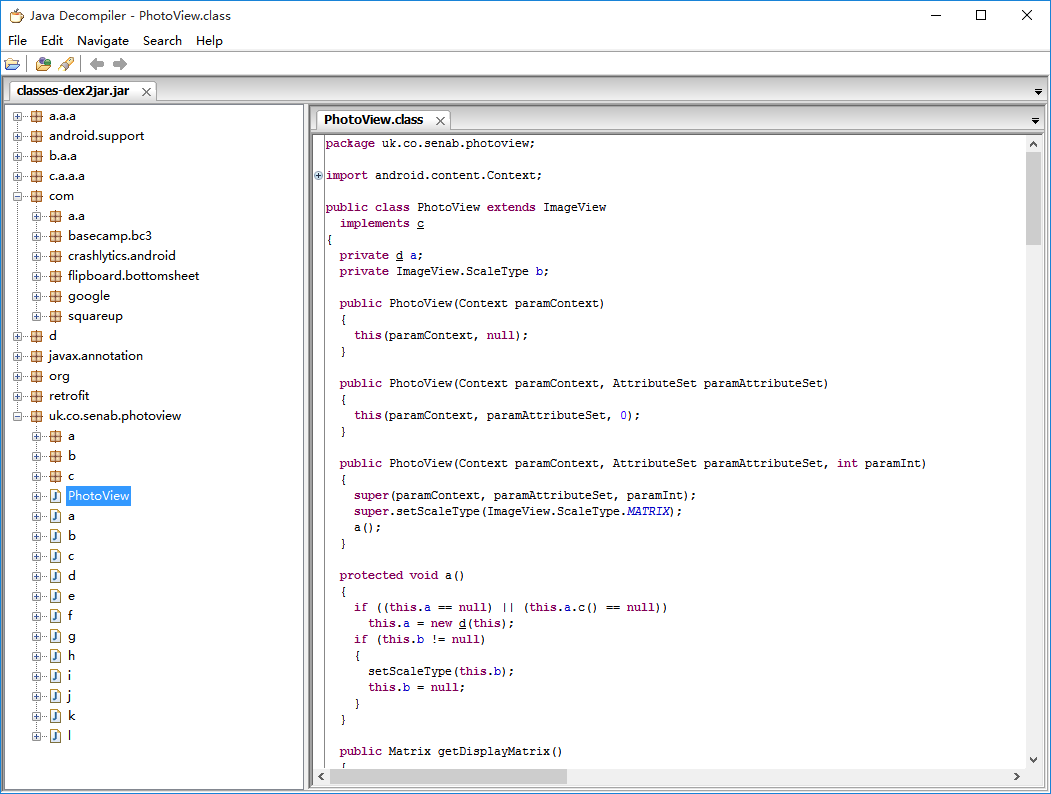 Java Decompiler - PhotoView.class
File Edit Navigate Search Help
classes-dex2jar.jar
a.a.a
android.support
b.a.a
c.a.a.a
com
a.a
basecamp.bc3
crashlytics.android
flipboard.bottomsheet
google
squareup
d
javax.annotation
org
retrofit
uk.co.senab.photoview
a
b
c
PhotoView
a
b
c
d
e
f
g
h
i
j
k
l
PhotoView.class
package uk.co.senab.photoview;
import android.content.Context;
public class PhotoView extends ImageView
implements c
{
private d a;
private ImageView.ScaleType b;
public PhotoView(Context paramContext)
{
this(paramContext, null);
}
public PhotoView(Context paramContext, AttributeSet paramAttributeSet)
{
this(paramContext, paramAttributeSet, 0);
}
public PhotoView(Context paramContext, AttributeSet paramAttributeSet, int paramInt)
{
super(paramContext, paramAttributeSet, paramInt);
super.setScaleType(ImageView.ScaleType.MATRIX);
a();
}
protected void a()
{
if ((this.a == null) || (this.a.c() == null))
this.a = new d(this);
if (this.b != null)
{
setScaleType(this.b);
this.b = null;
}
}
public Matrix getDisplayMatrix()
{